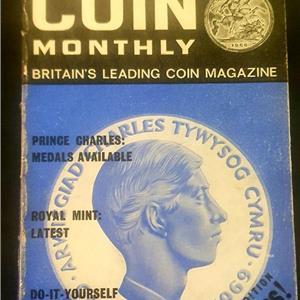 COIN
MONTHLY
1966
BRITAIN'S LEADING COIN MAGAZINE
PRINCE CHARLES:
MEDALS AVAILABLE
ARWISGIAD CHARLES TYWYSOG CYMRU
ROYAL MINT:
LATEST
DO-IT-YOURSELF